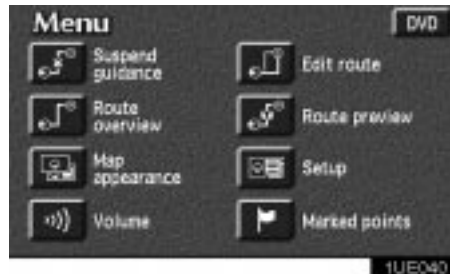 Menu
DVD
Suspend
guidance
Edit route
Route
overview
Route preview
Map
appearance
Setup
Volume
Marked points
1UE040